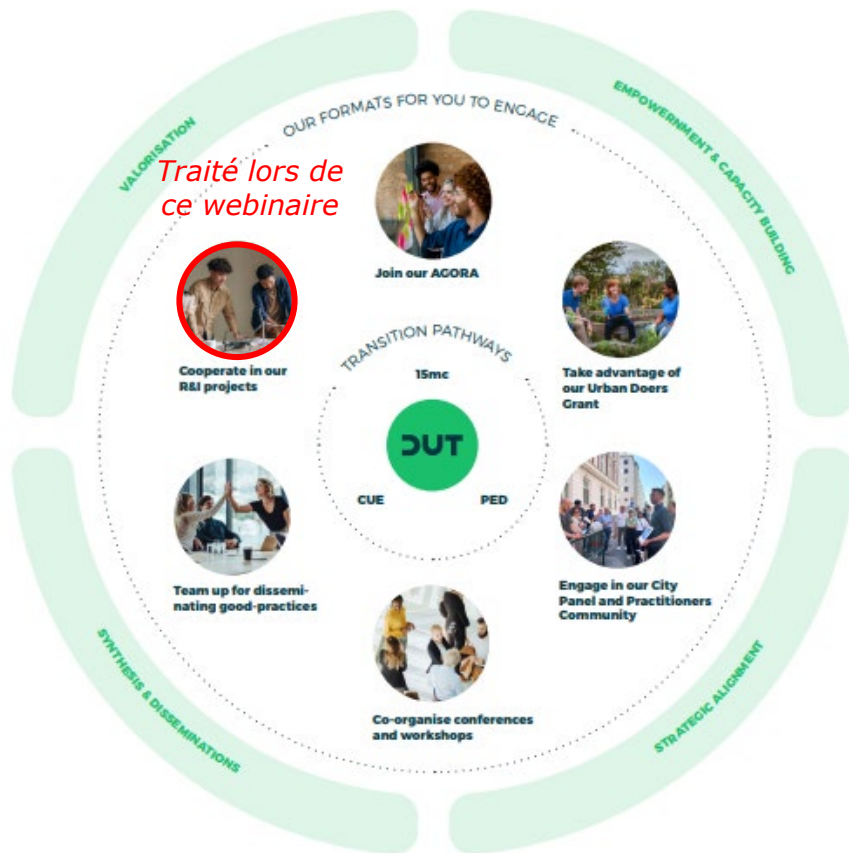 VALORISATION
EMPOWERNMENT & CAPACITY BUILDING
OUR FORMATS FOR YOU TO ENGAGE
Traité lors de
ce webinaire
Join our AGORA
Cooperate in our
R&I projects
Take advantage of
our Urban Doers
Grant
TRANSITION PATHWAYS
15mc
DUT
CUE
PED
Team up for dissemi-
nating good-practices
Engage in our City
Panel and Practitioners
Community
Co-organise conferences
and workshops
SYNTHESIS & DISSEMINATIONS
STRATEGIC ALIGNMENT